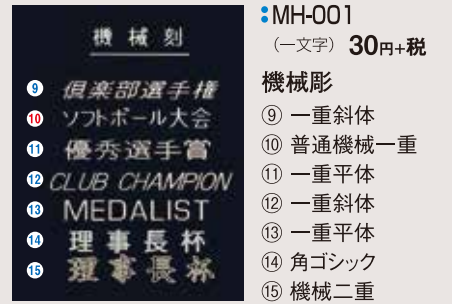 機械刻
⑨ 倶楽部選手権
⑩ ソフトボール大会
⑪ 優秀選手賞
⑫ CLUB CHAMPION
⑬ MEDALIST
⑭ 理事長杯
⑮ 理事長杯
:MH-001
（一文字） 30円+税
機械彫
⑨ 一重斜体
⑩ 普通機械一重
⑪ 一重平体
⑫ 一重斜体
⑬ 一重平体
⑭ 角ゴシック
⑮ 機械二重